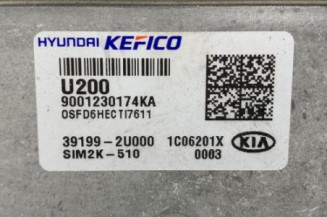 HYUNDAI KEFICO
U200
9001230174KA
OSFD6HECTI7611
39199-2U000 1C06201X
SIM2K-510 0003 KIA